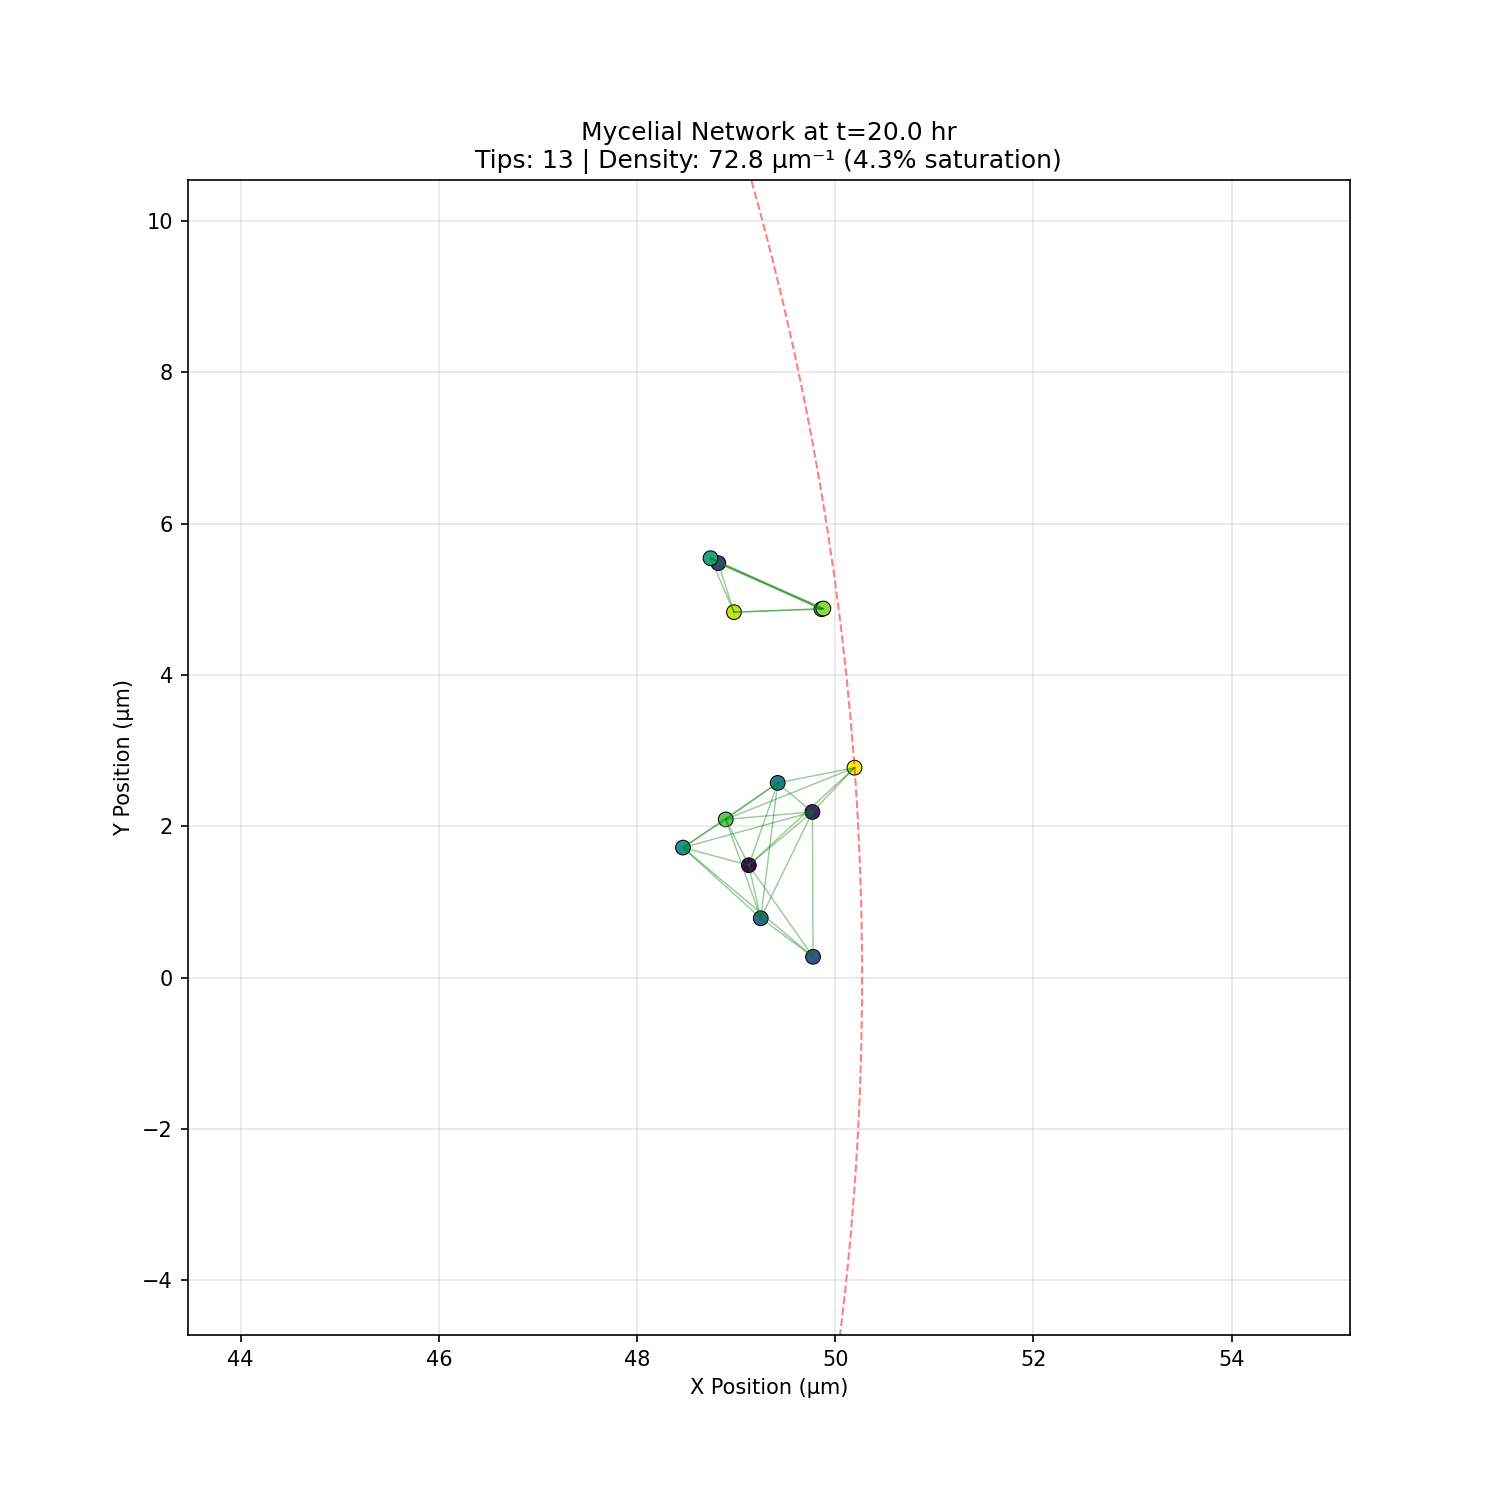 Mycelial Network at t=20.0 hr
Tips: 13 | Density: 72.8 μm⁻¹ (4.3% saturation)
10
8
6
4
2
0
−2
−4
Y Position (μm)
44 46 48 50 52 54
X Position (μm)